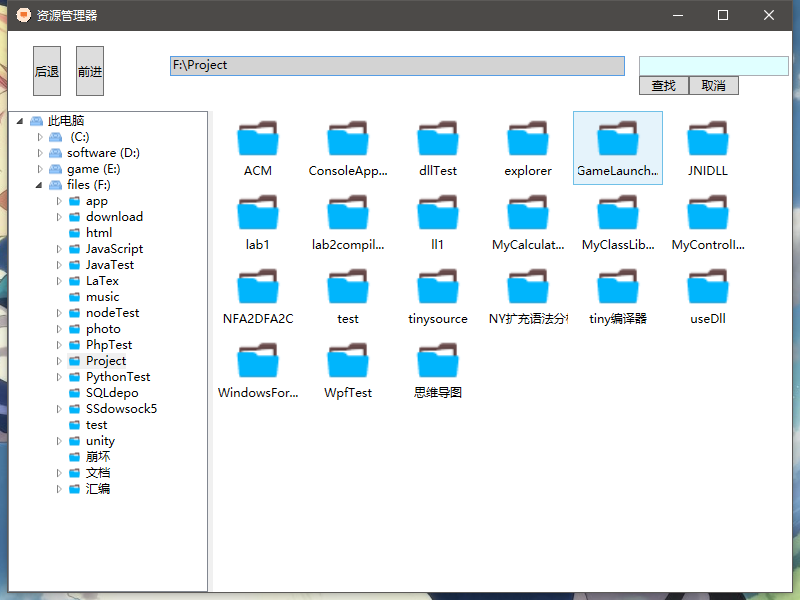 资源管理器
后退
前进
F:\Project
查找
取消
此电脑
(C:)
software (D:)
game (E:)
files (F:)
app
download
html
JavaScript
JavaTest
LaTex
music
nodeTest
photo
PhpTest
Project
PythonTest
SQLdepo
SSdowsock5
test
unity
崩坏
文档
汇编
ACM
ConsoleApp...
dllTest
explorer
GameLaunch...
JNIDLL
lab1
lab2compil...
ll1
MyCalculat...
MyClassLib...
MyControll...
NFA2DFA2C
test
tinysource
NY扩充语法分析
tiny编译器
useDll
WindowsFor...
WpfTest
思维导图